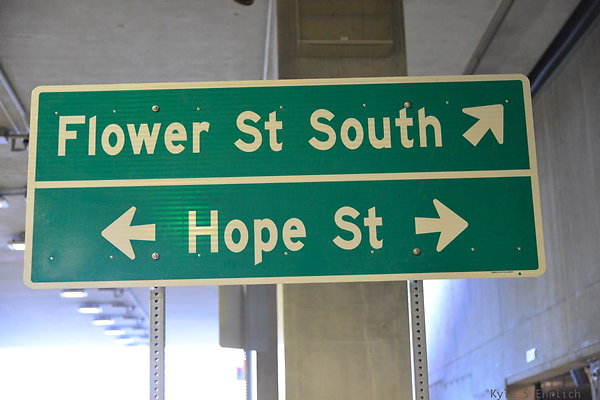 Flower St South
Hope St
©Kyle S Ehrlich